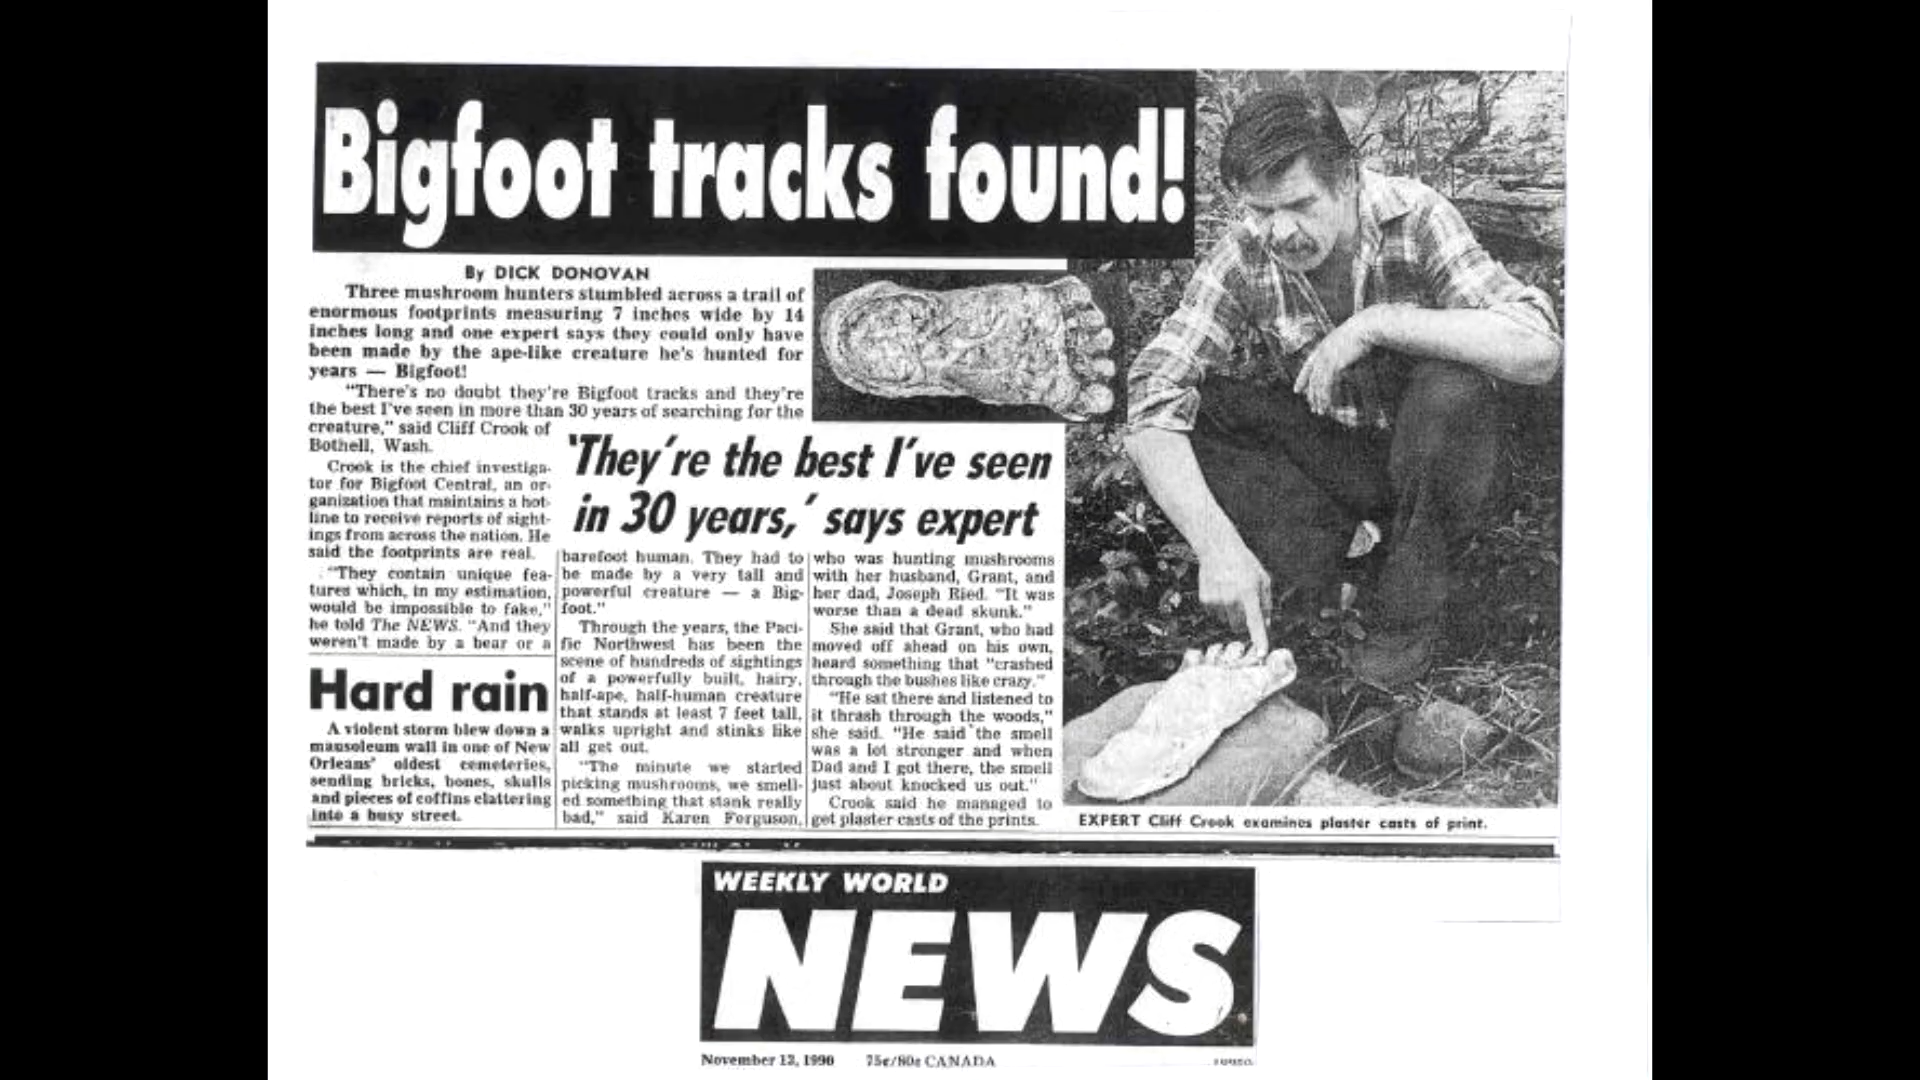 Bigfoot tracks found!
By DICK DONOVAN
Three mushroom hunters stumbled across a trail of
enormous footprints measuring 7 inches wide by 14
inches long and one expert says they could only have
been made by the ape-like creature he's hunted for
years — Bigfoot!
"There's no doubt they're Bigfoot tracks and they're
the best I've seen in more than 30 years of searching for the
creature," said Cliff Crook of
Bothell, Wash.
Crook is the chief investiga-
tor for Bigfoot Central, an or-
ganization that maintains a hot-
line to receive reports of sight-
ings from across the nation. He
said the footprints are real.
"They contain unique fea-
tures which, in my estimation,
would be impossible to fake,"
he told The NEWS. "And they
weren't made by a bear or a
'They're the best I've seen
in 30 years,' says expert
barefoot human. They had to
be made by a very tall and
powerful creature — a Big-
foot."
Through the years, the Paci-
fic Northwest has been the
scene of hundreds of sightings
of a powerfully built, hairy,
half-ape, half-human creature
that stands at least 7 feet tall,
walks upright and stinks like
all get out.
"The minute we started
picking mushrooms, we smell-
ed something that stank really
bad," said Karen Ferguson,
who was hunting mushrooms
with her husband, Grant, and
her dad, Joseph Ried. "It was
worse than a dead skunk."
She said that Grant, who had
moved off ahead on his own,
heard something that "crashed
through the bushes like crazy."
"He sat there and listened to
it thrash through the woods,"
she said. "He said the smell
was a lot stronger and when
Dad and I got there, the smell
just about knocked us out."
Crook said he managed to
get plaster casts of the prints.
EXPERT Cliff Crook examines plaster casts of print.
Hard rain
A violent storm blew down a
mausoleum wall in one of New
Orleans' oldest cemeteries,
sending bricks, bones, skulls
and pieces of coffins clattering
into a busy street.
WEEKLY WORLD
NEWS
November 13, 1990 75¢/80¢ CANADA